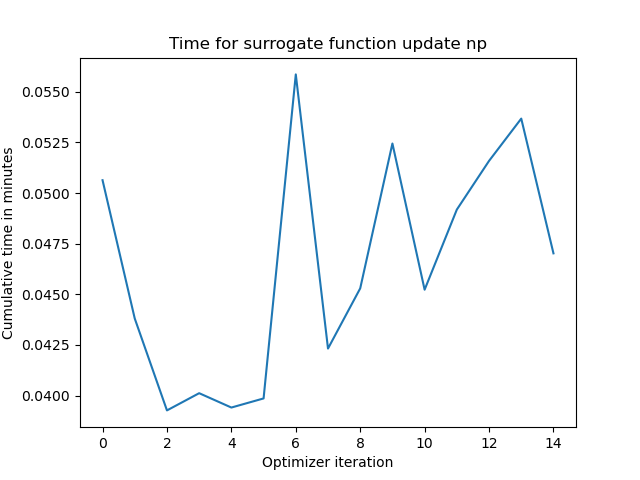 Time for surrogate function update np
Cumulative time in minutes
0.0550
0.0525
0.0500
0.0475
0.0450
0.0425
0.0400
0 2 4 6 8 10 12 14
Optimizer iteration